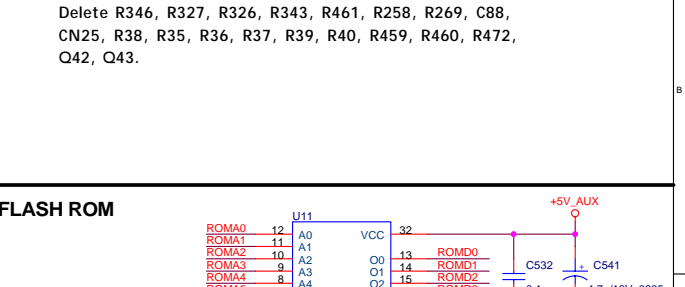 Delete R346, R327, R326, R343, R461, R258, R269, C88,
CN25, R38, R35, R36, R37, R39, R40, R459, R460, R472,
Q42, Q43.
B
FLASH ROM
+5V_AUX
U11
ROMA0 12 A0 VCC 32
ROMA1 11 A1
ROMA2 10 A2 O0 13 ROMD0
ROMA3 9 A3 O1 14 ROMD1 C532 + C541
ROMA4 8 A4 O2 15 ROMD2